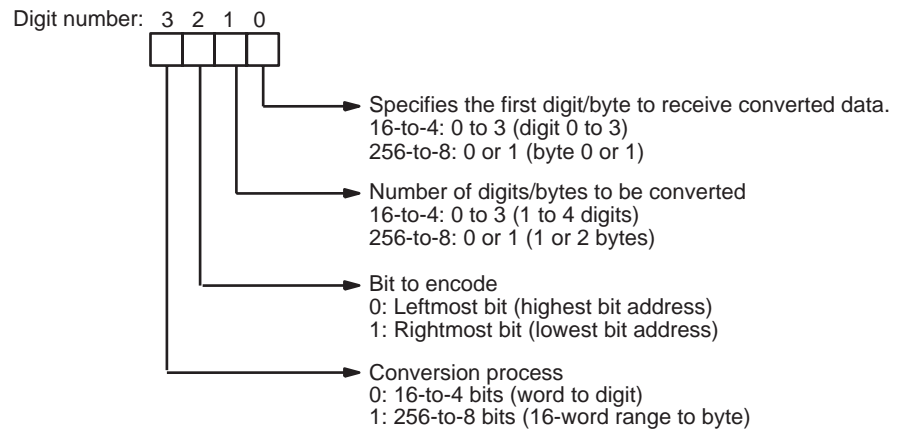 Digit number: 3 2 1 0
Specifies the first digit/byte to receive converted data.
16-to-4: 0 to 3 (digit 0 to 3)
256-to-8: 0 or 1 (byte 0 or 1)
Number of digits/bytes to be converted
16-to-4: 0 to 3 (1 to 4 digits)
256-to-8: 0 or 1 (1 or 2 bytes)
Bit to encode
0: Leftmost bit (highest bit address)
1: Rightmost bit (lowest bit address)
Conversion process
0: 16-to-4 bits (word to digit)
1: 256-to-8 bits (16-word range to byte)